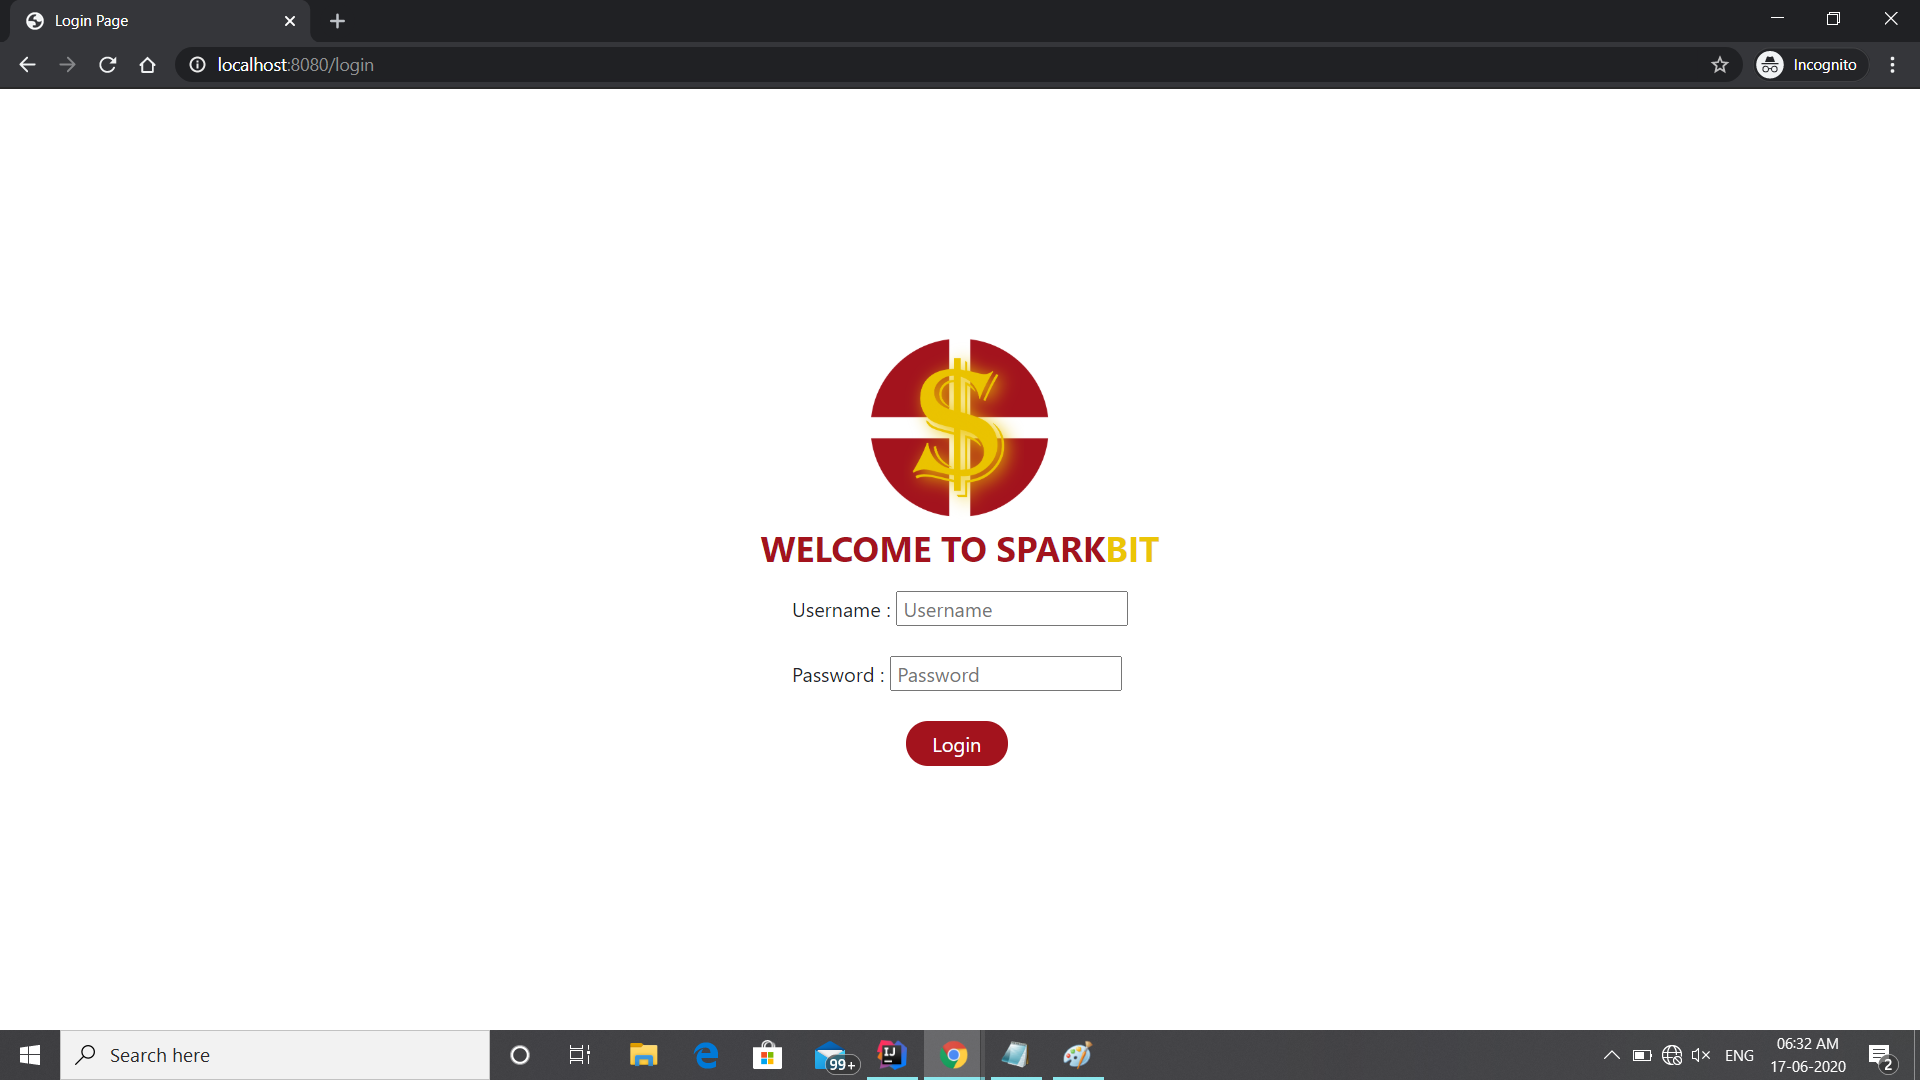 Login Page
localhost:8080/login
Incognito
$
WELCOME TO SPARKBIT
Username : Username
Password : Password
Login
Search here
99+
IJ
ENG
06:32 AM
17-06-2020
2